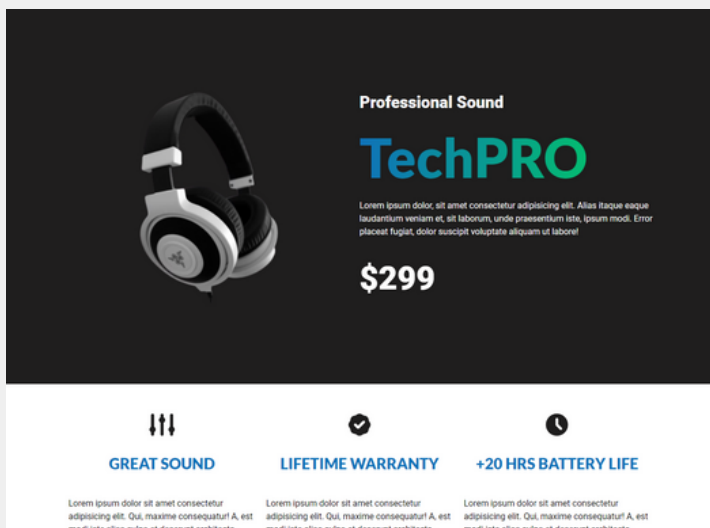 Professional Sound
TechPRO
Lorem ipsum dolor, sit amet consectetur adipisicing elit. Alias itaque eaque
laudantium veniam et, sit laborum, unde praesentium iste, ipsum modi. Error
placeat fugiat, dolor suscipit voluptate aliquam ut labore!
$299
GREAT SOUND
Lorem ipsum dolor sit amet consectetur
adipisicing elit. Qui, maxime consequatur! A, est
LIFETIME WARRANTY
Lorem ipsum dolor sit amet consectetur
adipisicing elit. Qui, maxime consequatur! A, est
+20 HRS BATTERY LIFE
Lorem ipsum dolor sit amet consectetur
adipisicing elit. Qui, maxime consequatur! A, est